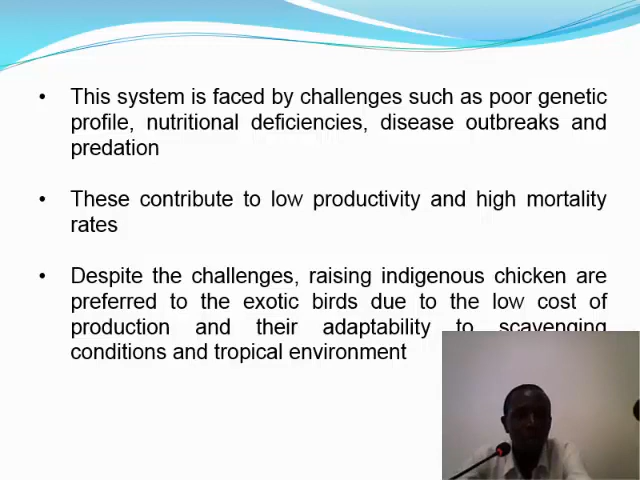 • This system is faced by challenges such as poor genetic
profile, nutritional deficiencies, disease outbreaks and
predation
• These contribute to low productivity and high mortality
rates
• Despite the challenges, raising indigenous chicken are
preferred to the exotic birds due to the low cost of
production and their adaptability to scavenging
conditions and tropical environment